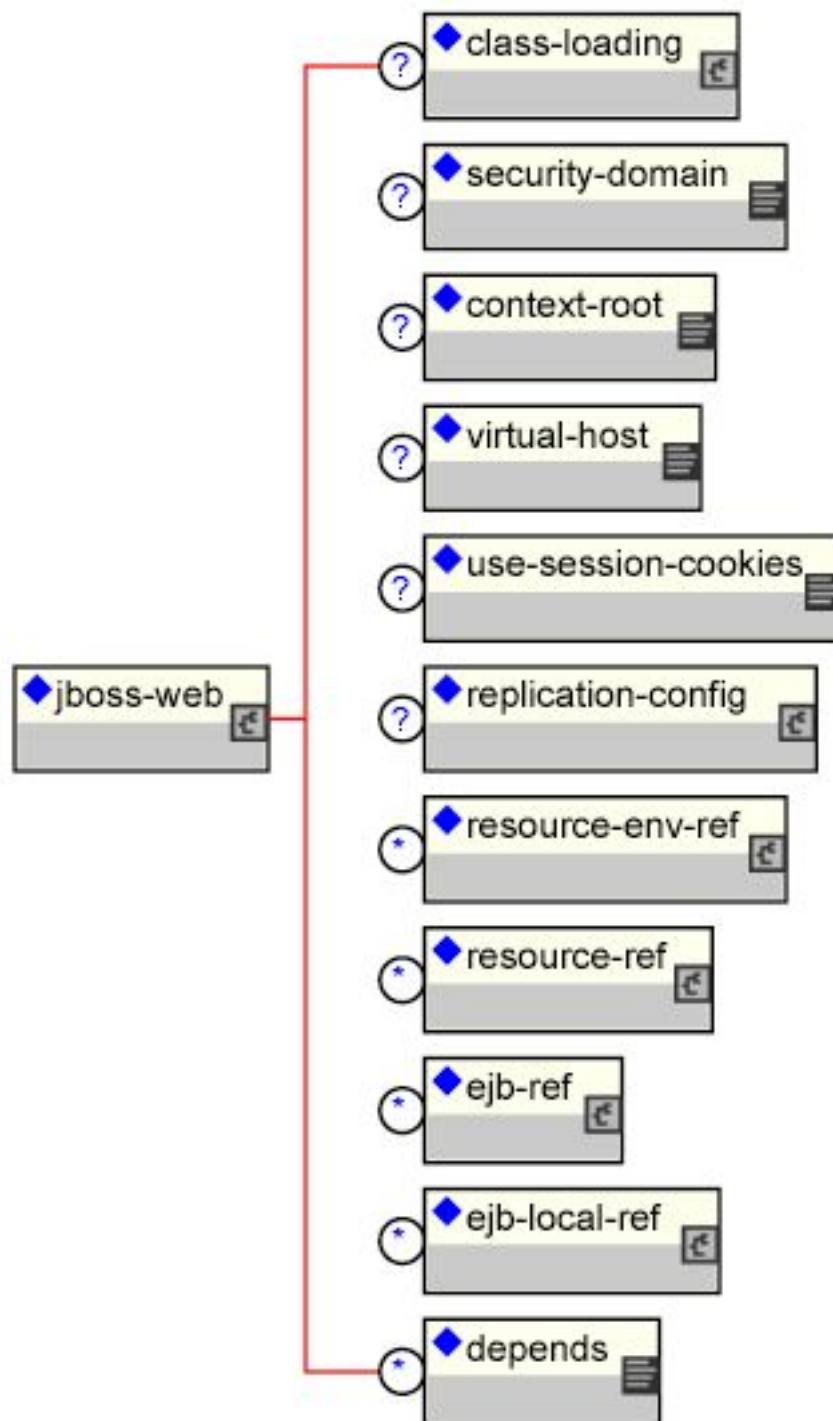 ? class-loading
? security-domain
? context-root
? virtual-host
? use-session-cookies
jboss-web
? replication-config
* resource-env-ref
* resource-ref
* ejb-ref
* ejb-local-ref
* depends